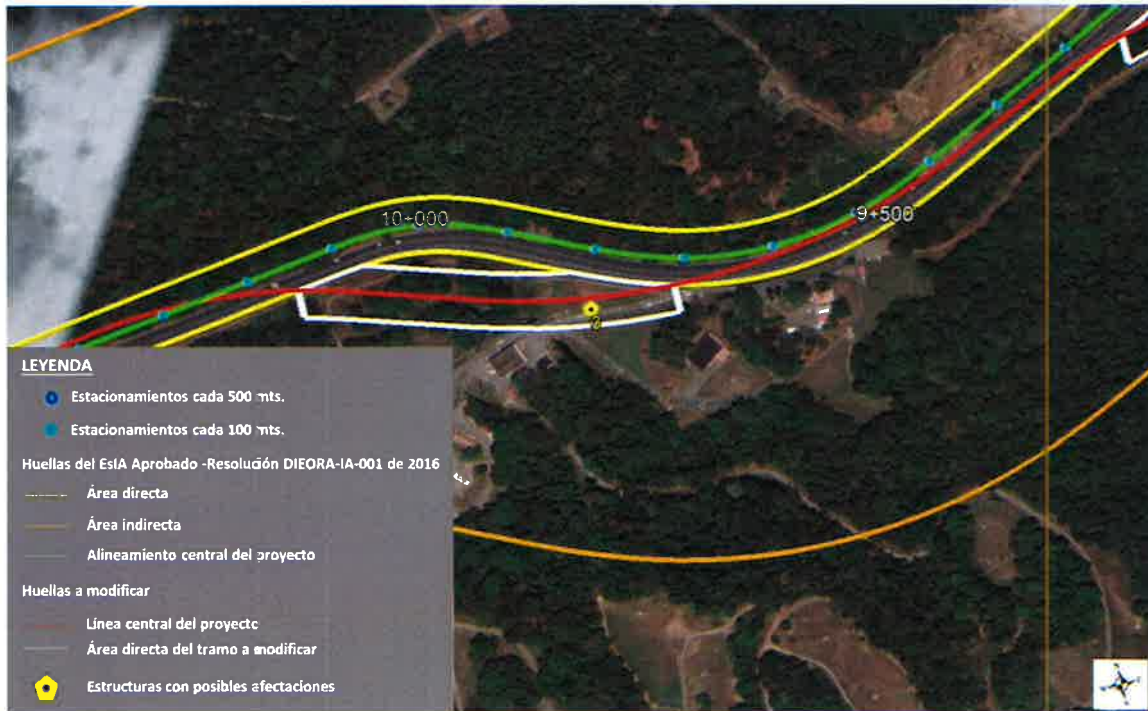 10+000
9+500
LEYENDA
Estacionamientos cada 500 mts.
Estacionamientos cada 100 mts.
Huellas del EsIA Aprobado -Resolución DIEORA-IA-001 de 2016
Área directa
Área indirecta
Alineamiento central del proyecto
Huellas a modificar
Línea central del proyecto
Área directa del tramo a modificar
Estructuras con posibles afectaciones